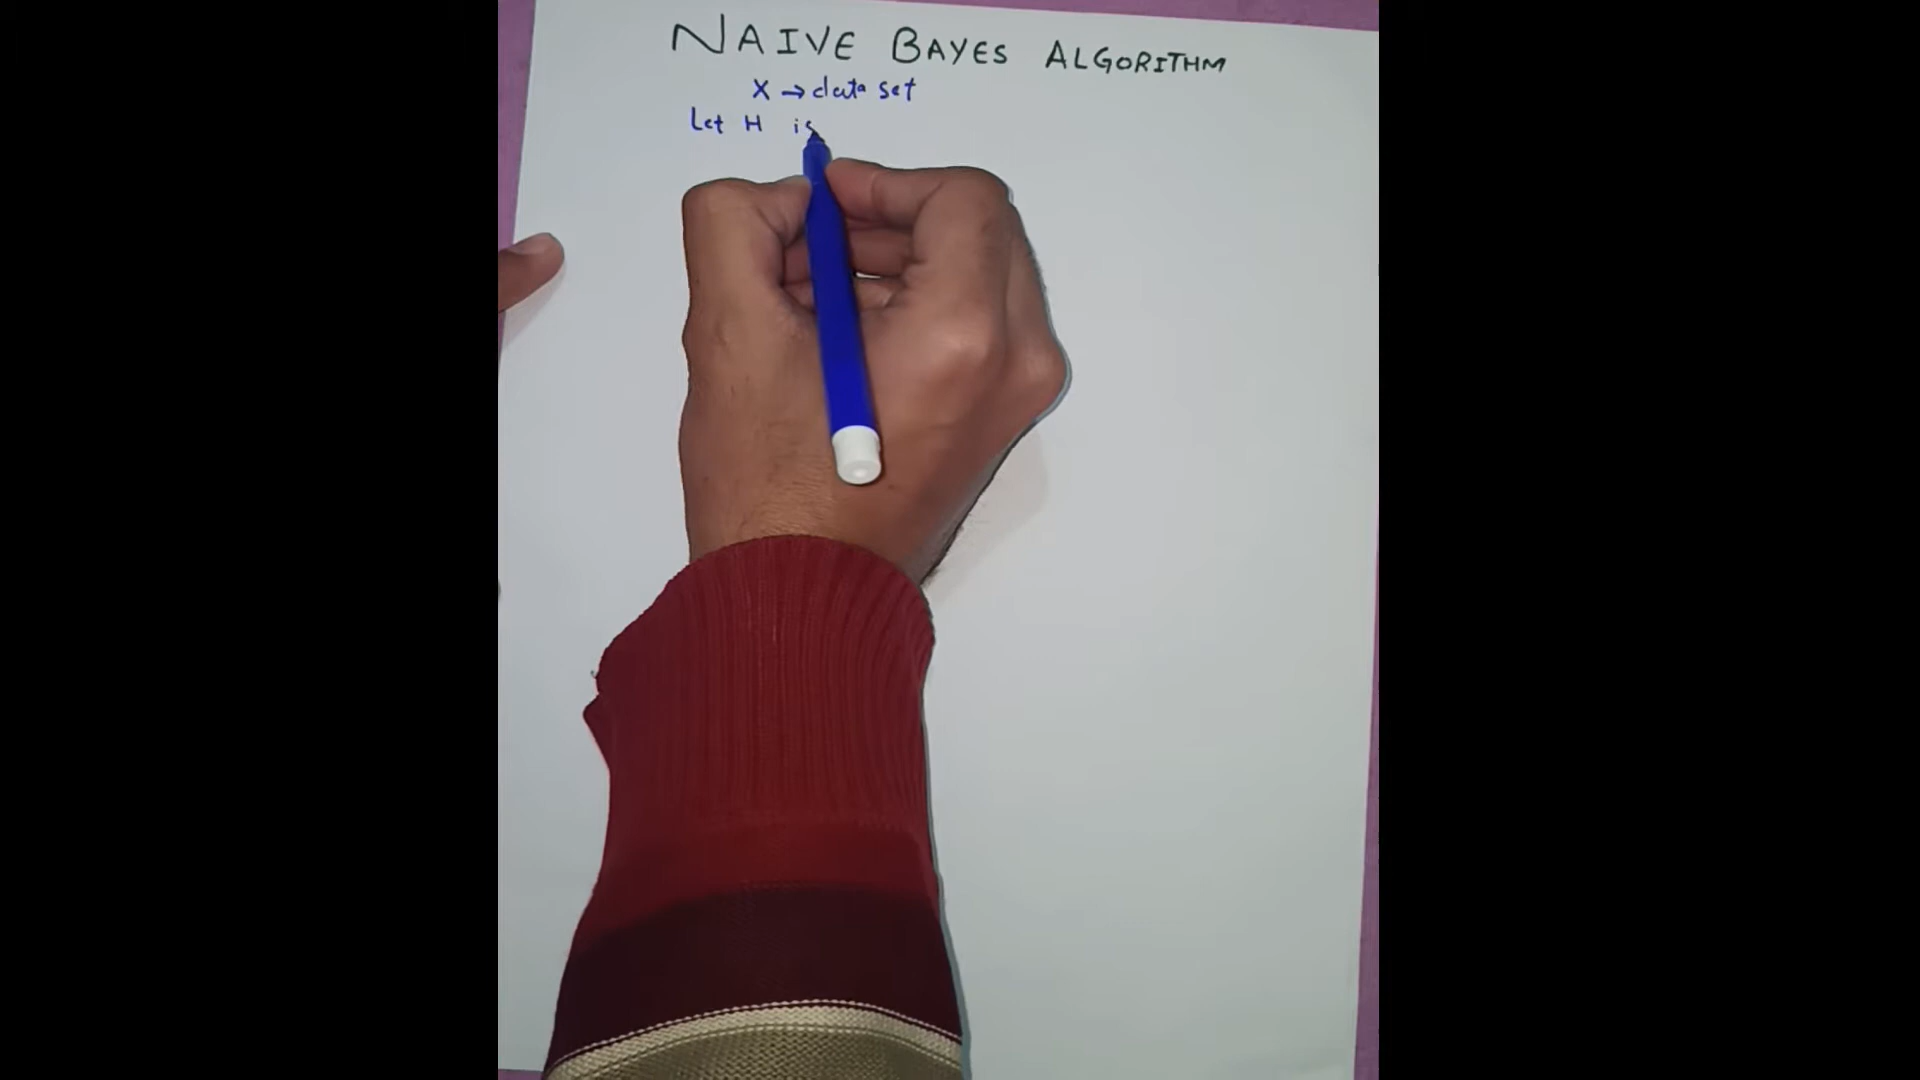 NAIVE BAYES ALGORITHM
X → data set
Let H is